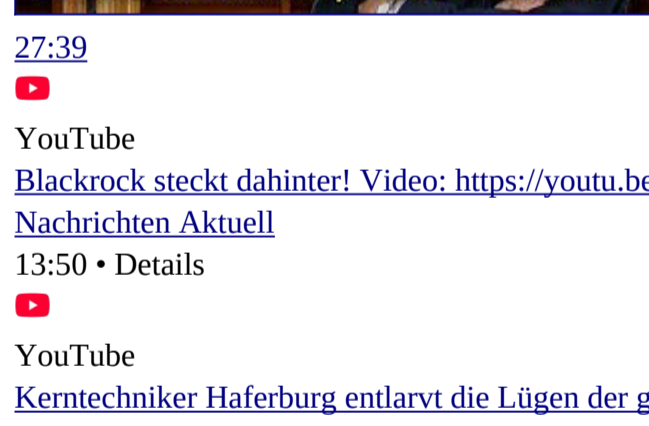 27:39
YouTube
Blackrock steckt dahinter! Video: https://youtu.be
Nachrichten Aktuell
13:50 • Details
YouTube
Kerntechniker Haferburg entlarvt die Lügen der